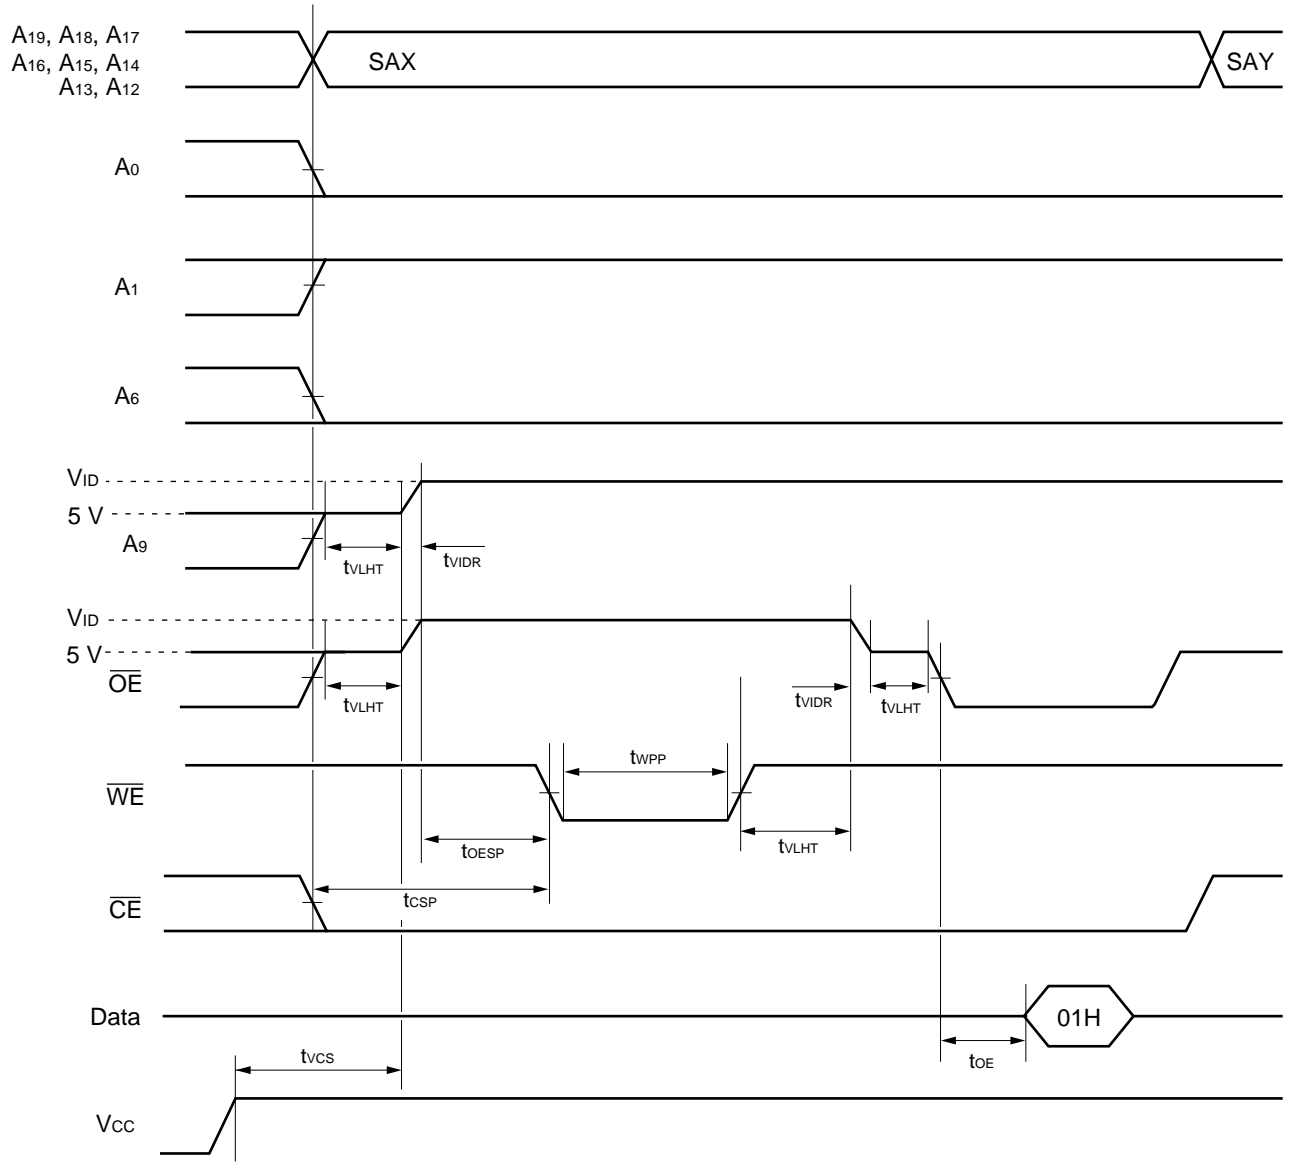 A19, A18, A17
A16, A15, A14
A13, A12
SAX
SAY
A0
A1
A6
VID
5 V
A9
tVLHT
tVIDR
VID
5 V
OE
tVLHT
tVIDR
tVLHT
tWPP
WE
tOESP
tVLHT
tCSP
CE
Data
01H
tOE
tVCS
VCC